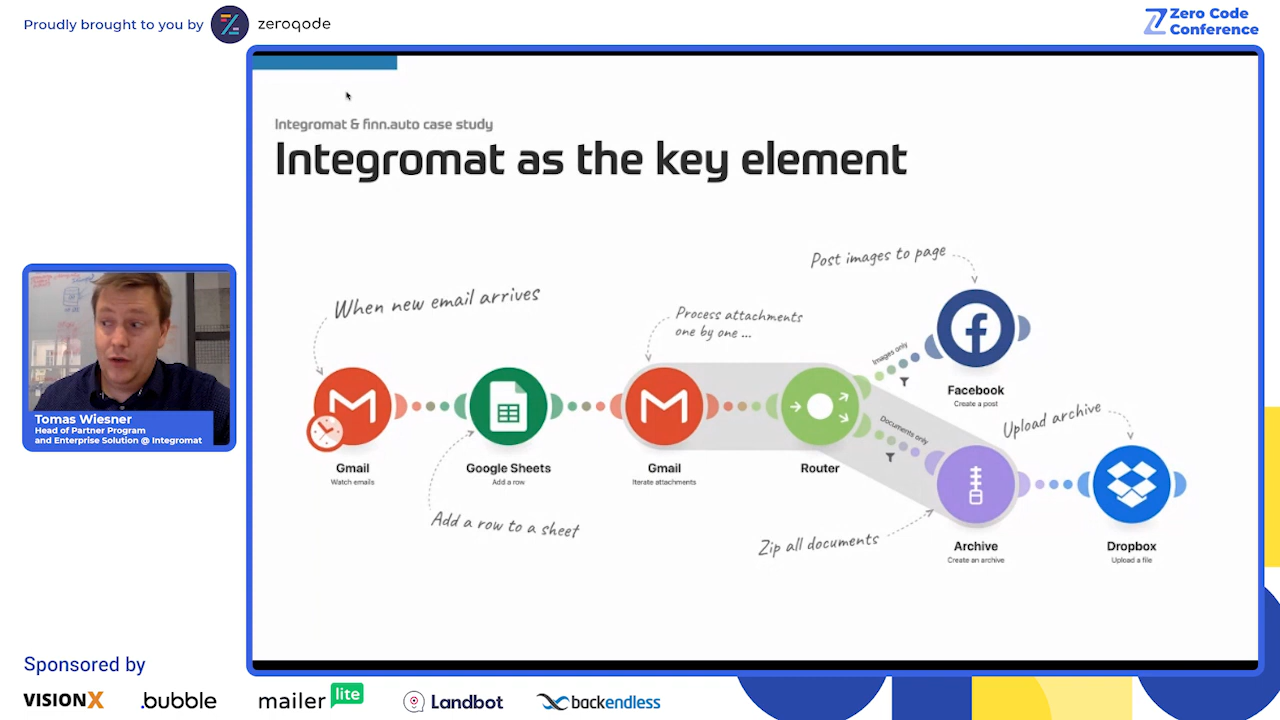 Proudly brought to you by
zeroqode
Zero Code
Conference
Integromat & finn.auto case study
Integromat as the key element
Post images to page
When new email arrives
Process attachments
one by one ...
Images only
Facebook
Create a post
Documents only
Upload archive
Gmail
Watch emails
Google Sheets
Add a row
Gmail
Iterate attachments
Router
Add a row to a sheet
Zip all documents
Archive
Create an archive
Dropbox
Upload a file
Tomas Wiesner
Head of Partner Program
and Enterprise Solution @ Integromat
Sponsored by
VISIONX
.bubble
mailer lite
Landbot
backendless